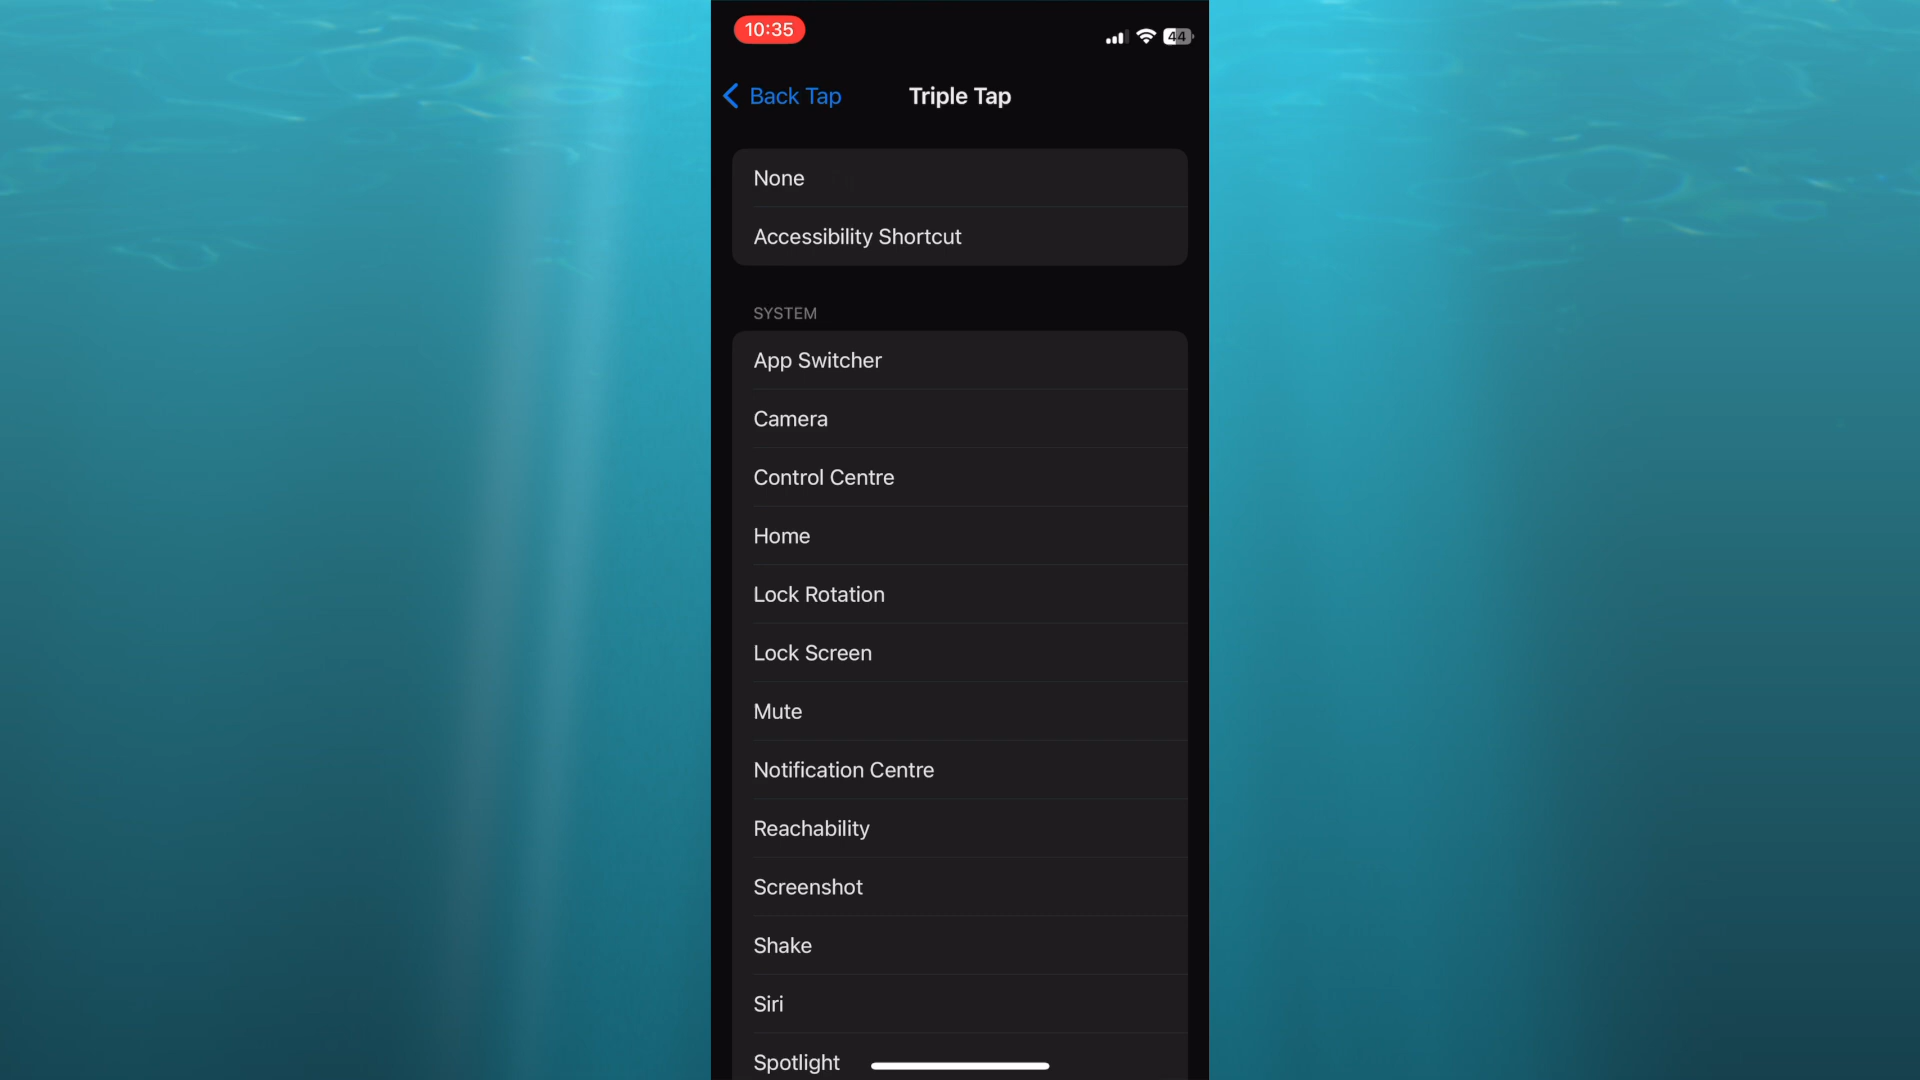 10:35
44
Back Tap
Triple Tap
None
Accessibility Shortcut
SYSTEM
App Switcher
Camera
Control Centre
Home
Lock Rotation
Lock Screen
Mute
Notification Centre
Reachability
Screenshot
Shake
Siri
Spotlight